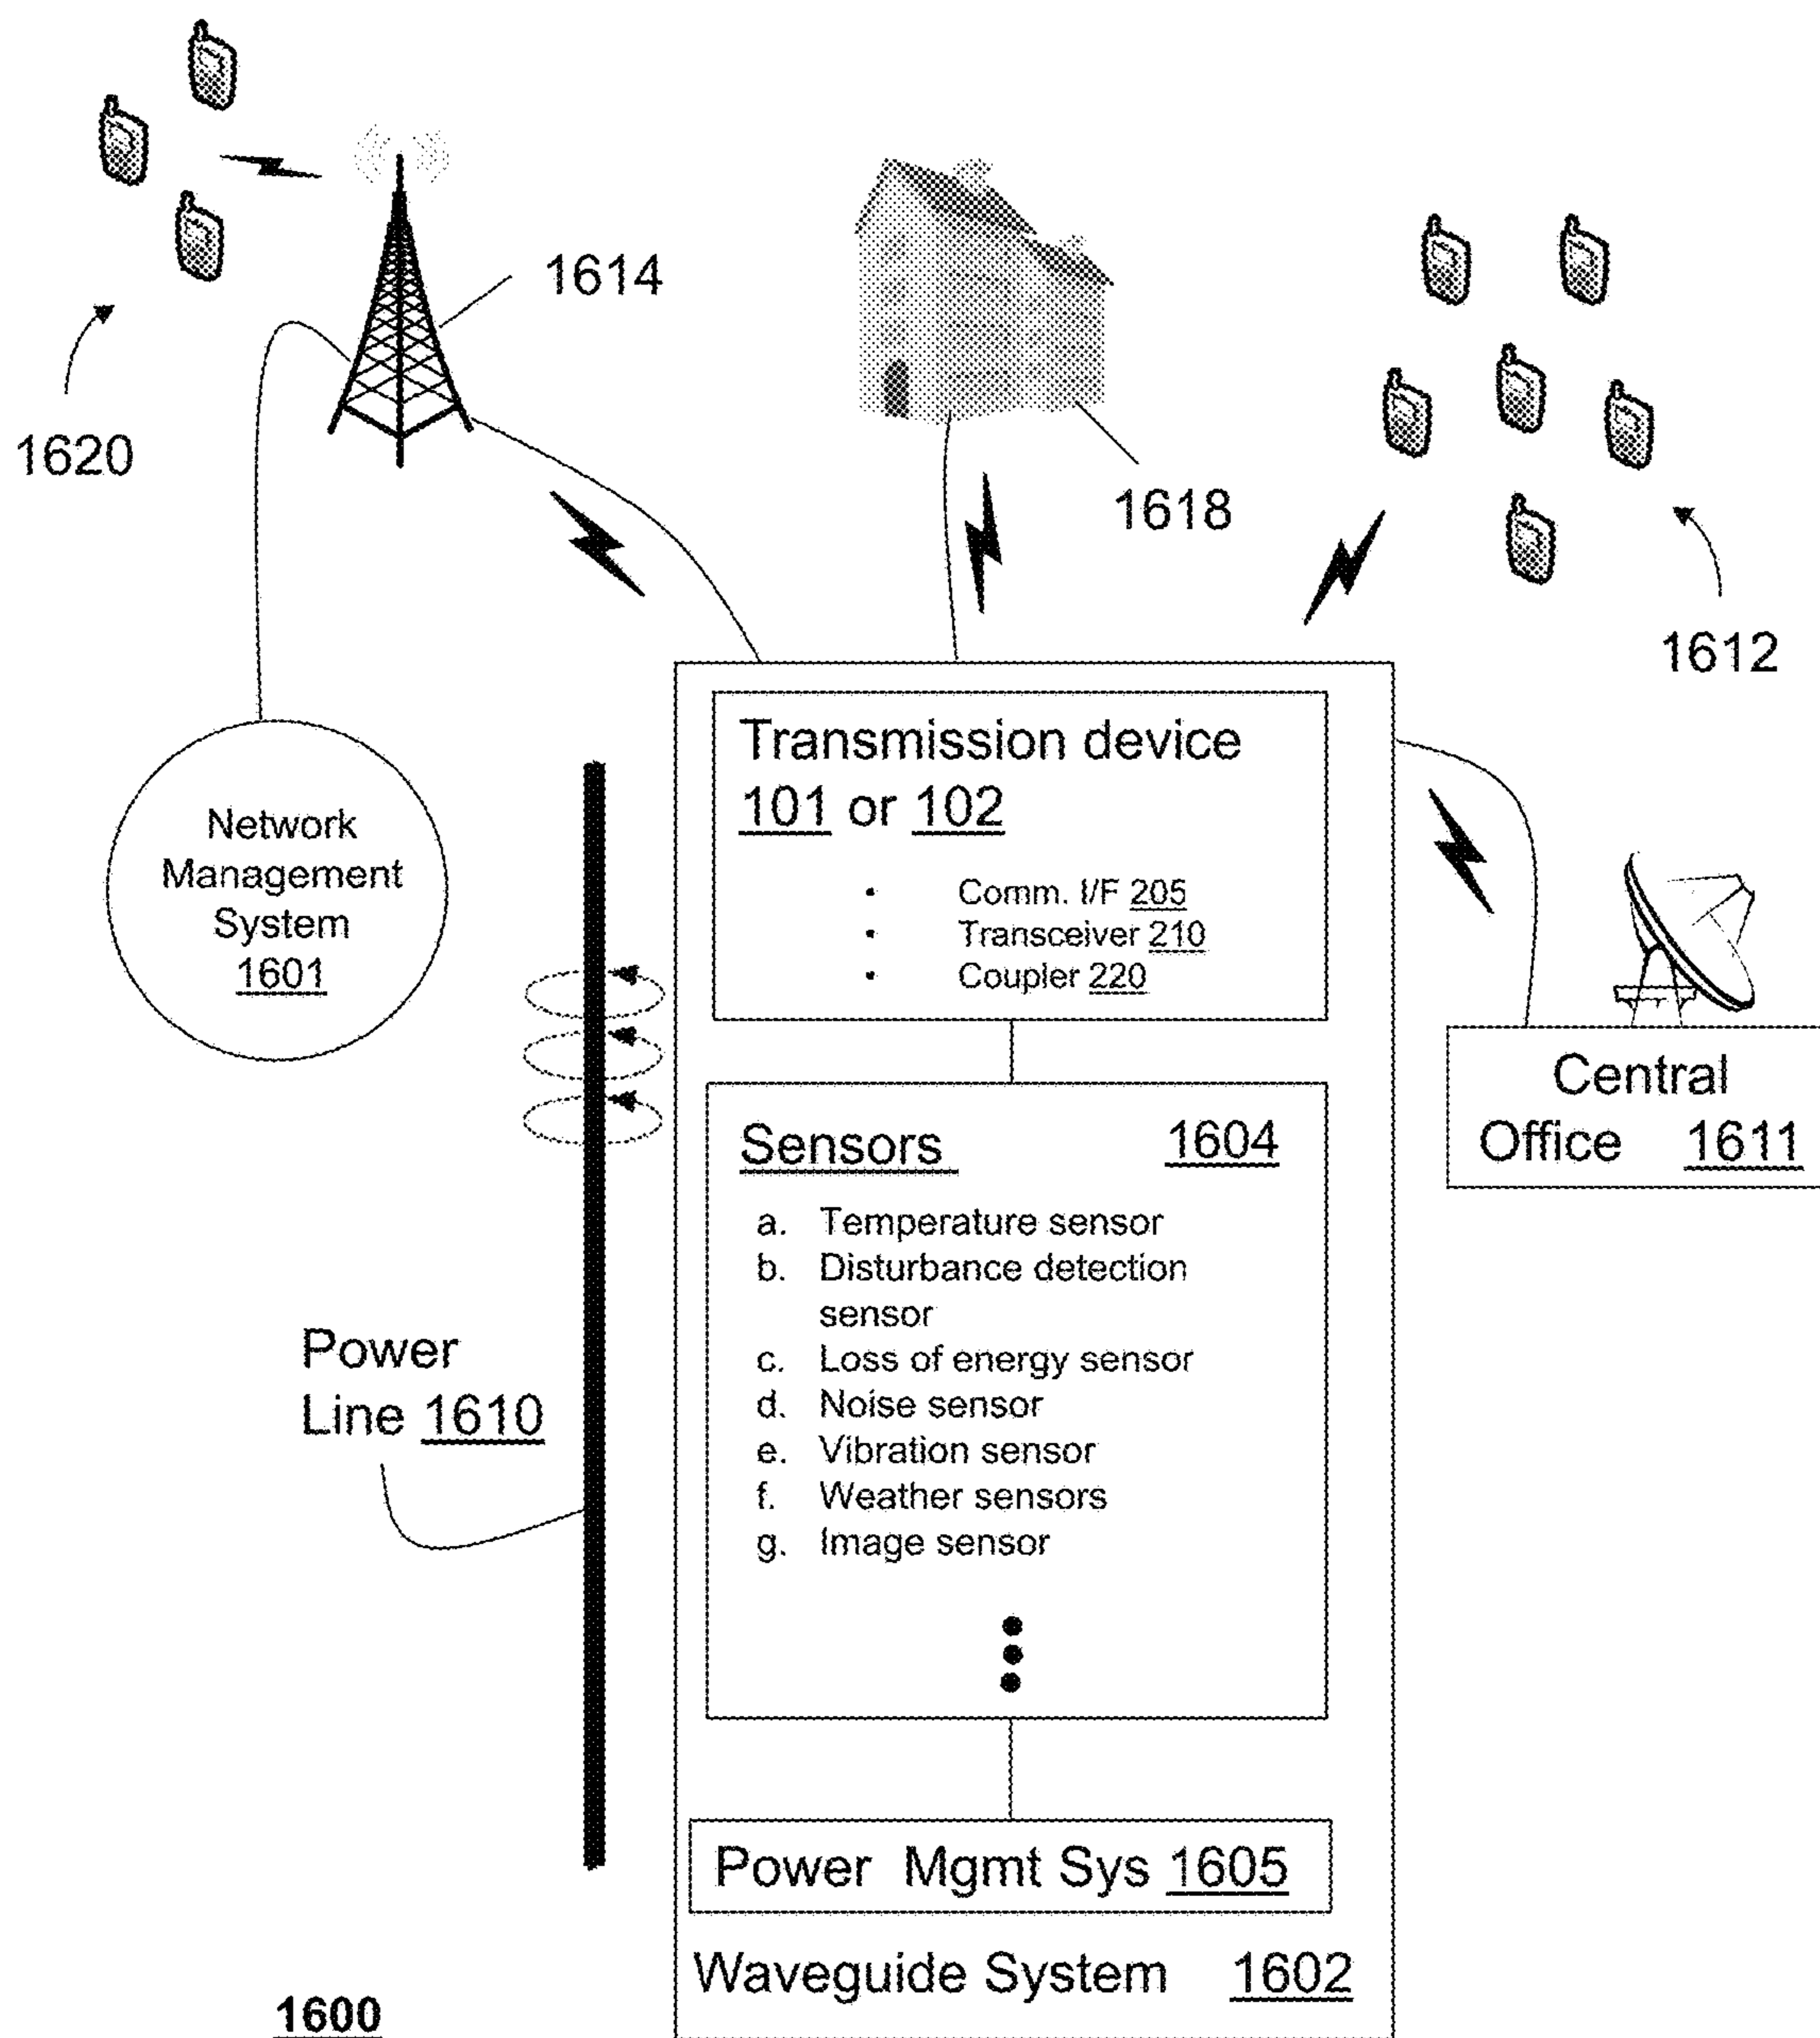 1614
1620
1618
1612
Network
Management
System
1601
Transmission device
101 or 102
• Comm. I/F 205
• Transceiver 210
• Coupler 220
Central
Office 1611
Sensors 1604
a. Temperature sensor
b. Disturbance detection
sensor
c. Loss of energy sensor
d. Noise sensor
e. Vibration sensor
f. Weather sensors
g. Image sensor
Power
Line 1610
Power Mgmt Sys 1605
Waveguide System 1602
1600